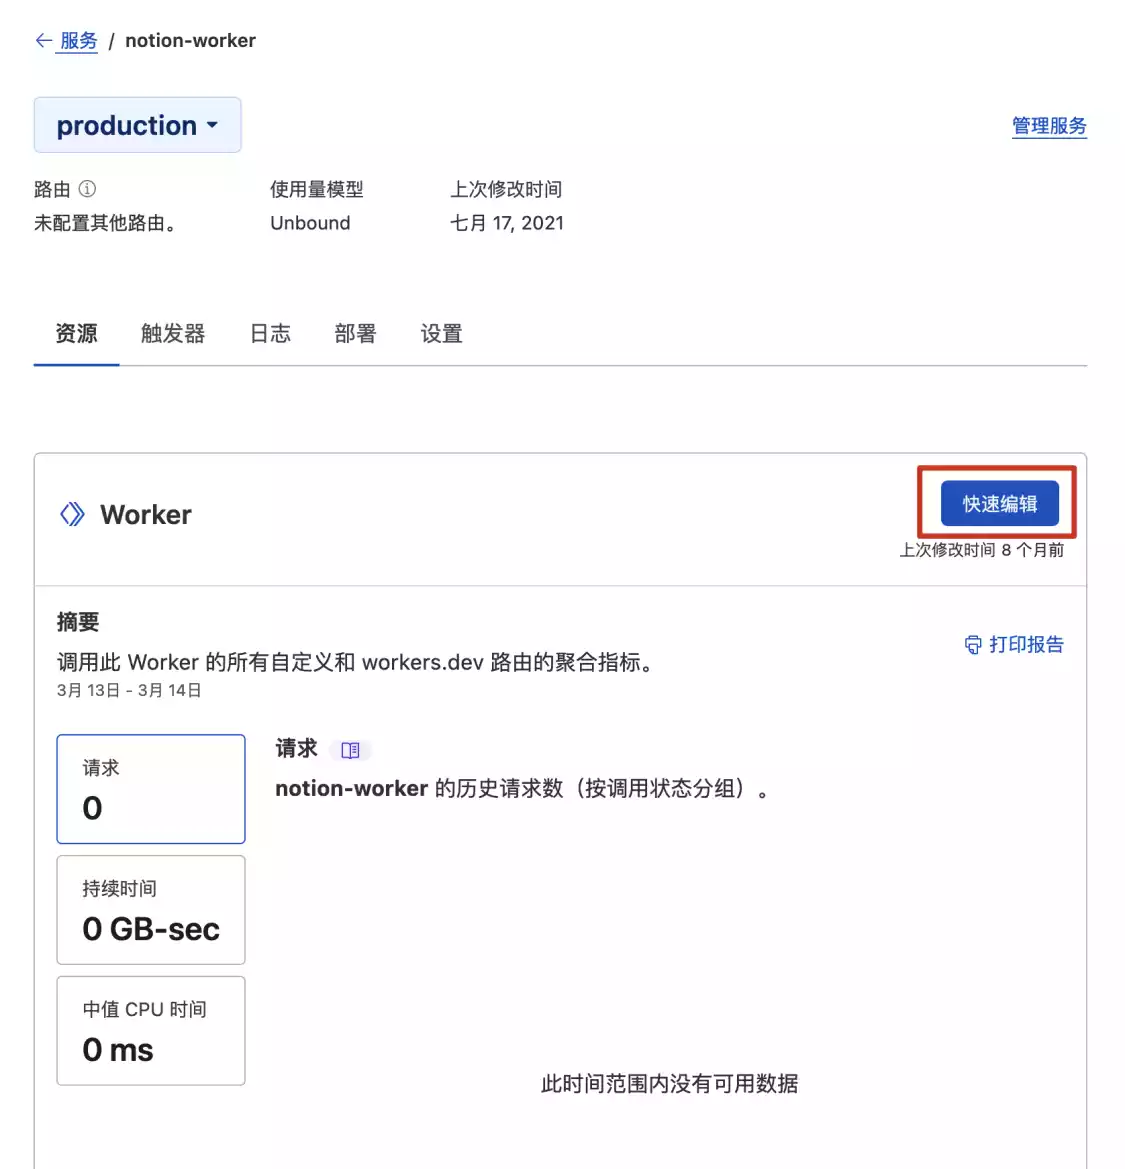 ← 服务 / notion-worker
production
管理服务
路由
使用量模型
上次修改时间
未配置其他路由。
Unbound
七月 17, 2021
资源
触发器
日志
部署
设置
Worker
快速编辑
上次修改时间 8 个月前
摘要
调用此 Worker 的所有自定义和 workers.dev 路由的聚合指标。
3月 13日 - 3月 14日
打印报告
请求
0
请求
notion-worker 的历史请求数（按调用状态分组）。
持续时间
0 GB-sec
中值 CPU 时间
0 ms
此时间范围内没有可用数据